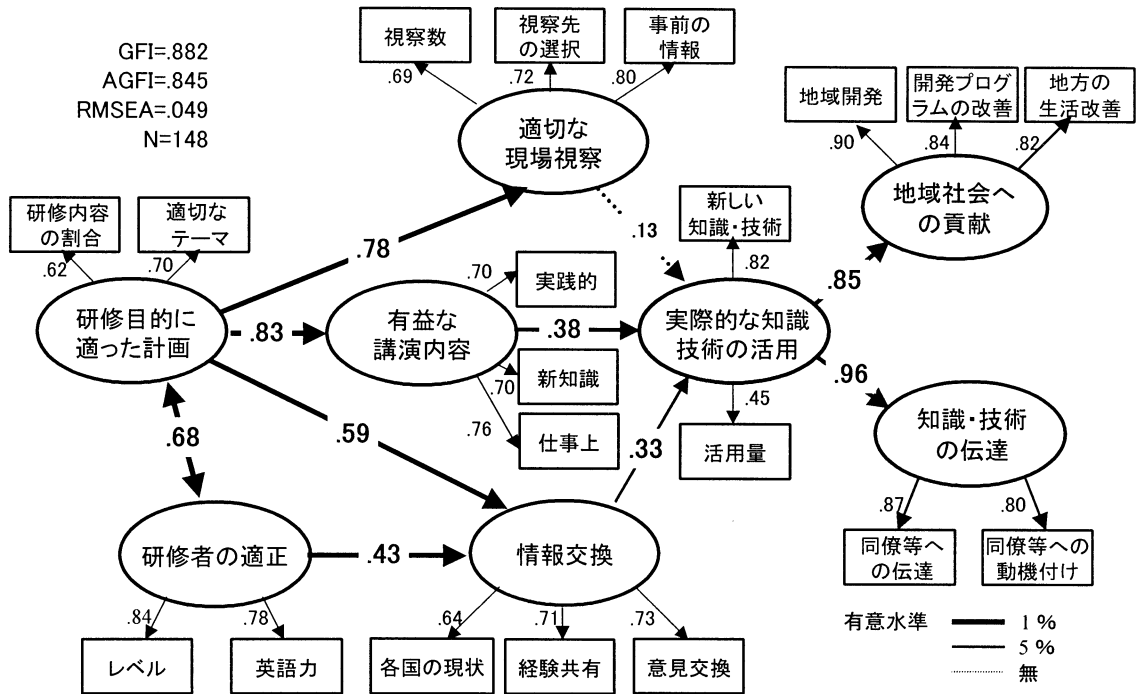 GFI=.882
AGFI=.845
RMSEA=.049
N=148
視察数
.69
視察先
の選択
.72
事前の
情報
.80
適切な
現場視察
地域開発
.90
開発プログ
ラムの改善
.84
地方の
生活改善
.82
地域社会へ
の貢献
研修内容
の割合
.62
適切な
テーマ
.70
研修目的に
適った計画
.78
.13
新しい
知識・技術
.82
.83
有益な
講演内容
.70
実践的
.38
.70
新知識
.76
仕事上
実際的な知識
技術の活用
.45
活用量
.85
.96
知識・技術
の伝達
.87
同僚等へ
の伝達
.80
同僚等への
動機付け
.68
.59
.33
研修者の適正
.43
情報交換
.84
レベル
.78
英語力
.64
各国の現状
.71
経験共有
.73
意見交換
有意水準
1 %
5 %
無